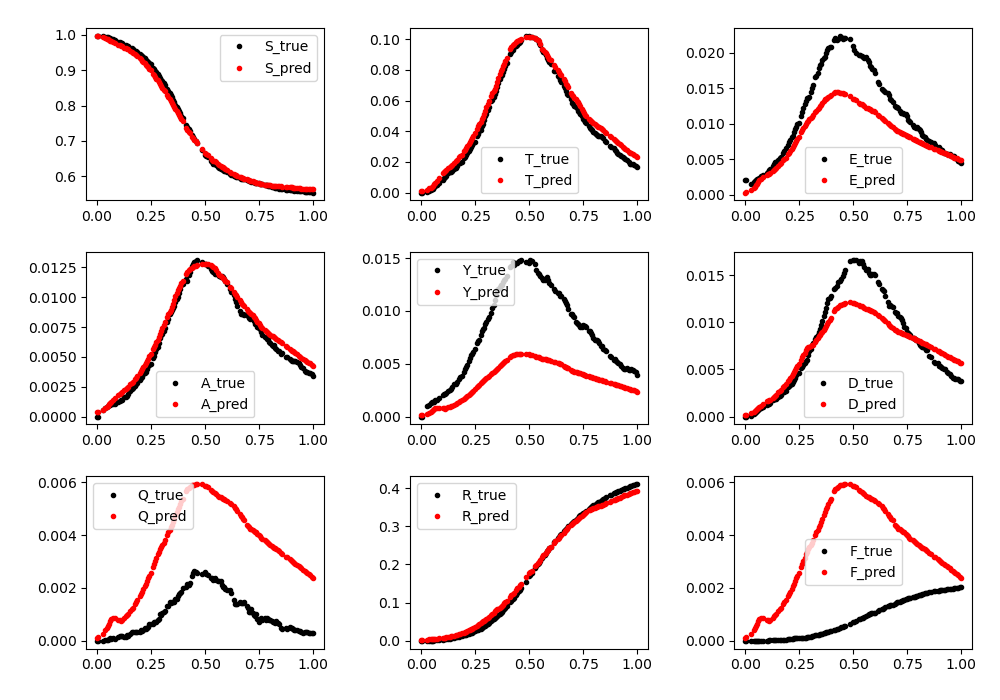 1.0
0.9
0.8
0.7
0.6
0.00 0.25 0.50 0.75 1.00
S_true
S_pred
0.10
0.08
0.06
0.04
0.02
0.00
0.00 0.25 0.50 0.75 1.00
T_true
T_pred
0.020
0.015
0.010
0.005
0.000
0.00 0.25 0.50 0.75 1.00
E_true
E_pred
0.0125
0.0100
0.0075
0.0050
0.0025
0.0000
0.00 0.25 0.50 0.75 1.00
A_true
A_pred
0.015
0.010
0.005
0.000
0.00 0.25 0.50 0.75 1.00
Y_true
Y_pred
0.015
0.010
0.005
0.000
0.00 0.25 0.50 0.75 1.00
D_true
D_pred
0.006
0.004
0.002
0.000
0.00 0.25 0.50 0.75 1.00
Q_true
Q_pred
0.4
0.3
0.2
0.1
0.0
0.00 0.25 0.50 0.75 1.00
R_true
R_pred
0.006
0.004
0.002
0.000
0.00 0.25 0.50 0.75 1.00
F_true
F_pred